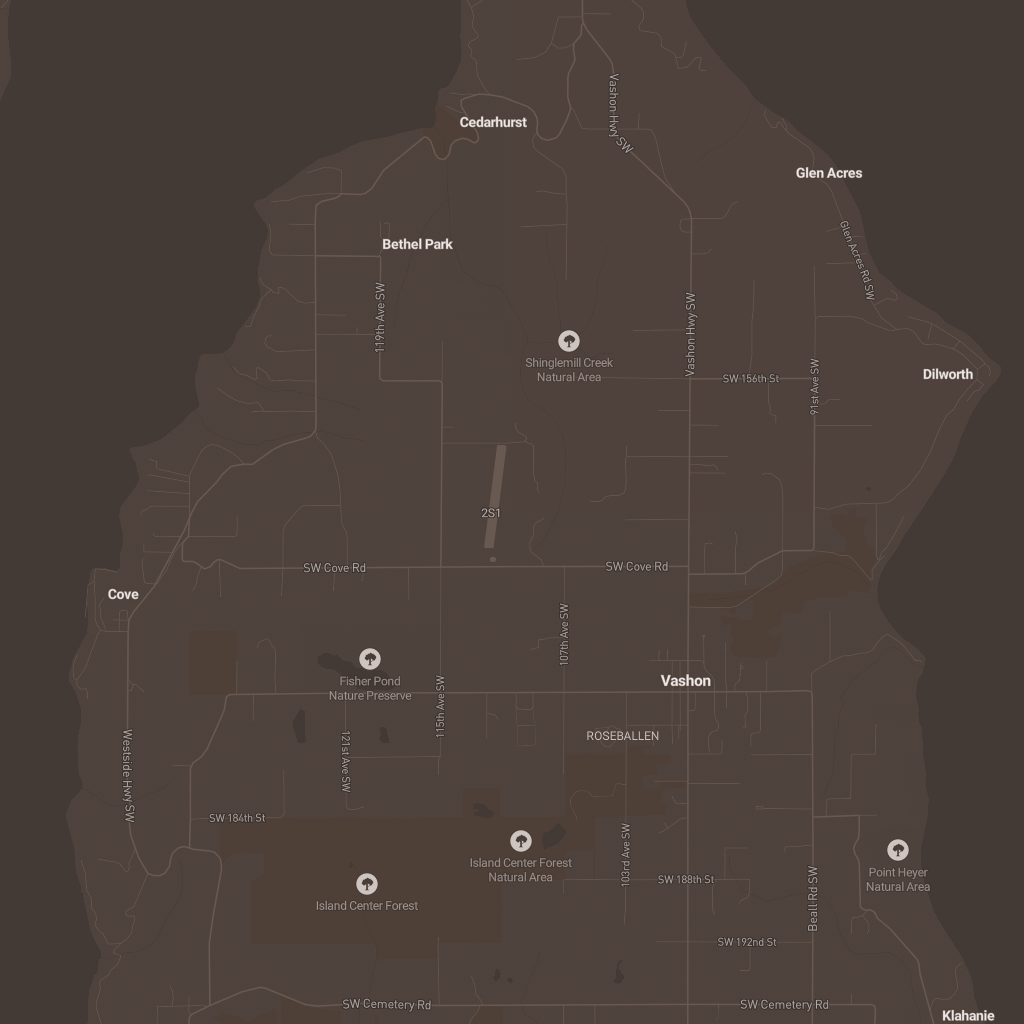 Vashon Hwy SW
Cedarhurst
Glen Acres
Bethel Park
Glen Acres Rd SW
119th Ave SW
Vashon Hwy SW
Shinglemill Creek
Natural Area
SW 156th St
91st Ave SW
Dilworth
2S1
SW Cove Rd
SW Cove Rd
Cove
107th Ave SW
Fisher Pond
Nature Preserve
115th Ave SW
Vashon
ROSEBALLEN
Westside Hwy SW
121st Ave SW
SW 184th St
Island Center Forest
Natural Area
103rd Ave SW
SW 188th St
Point Heyer
Natural Area
Beall Rd SW
Island Center Forest
SW 192nd St
SW Cemetery Rd
SW Cemetery Rd
Klahanie